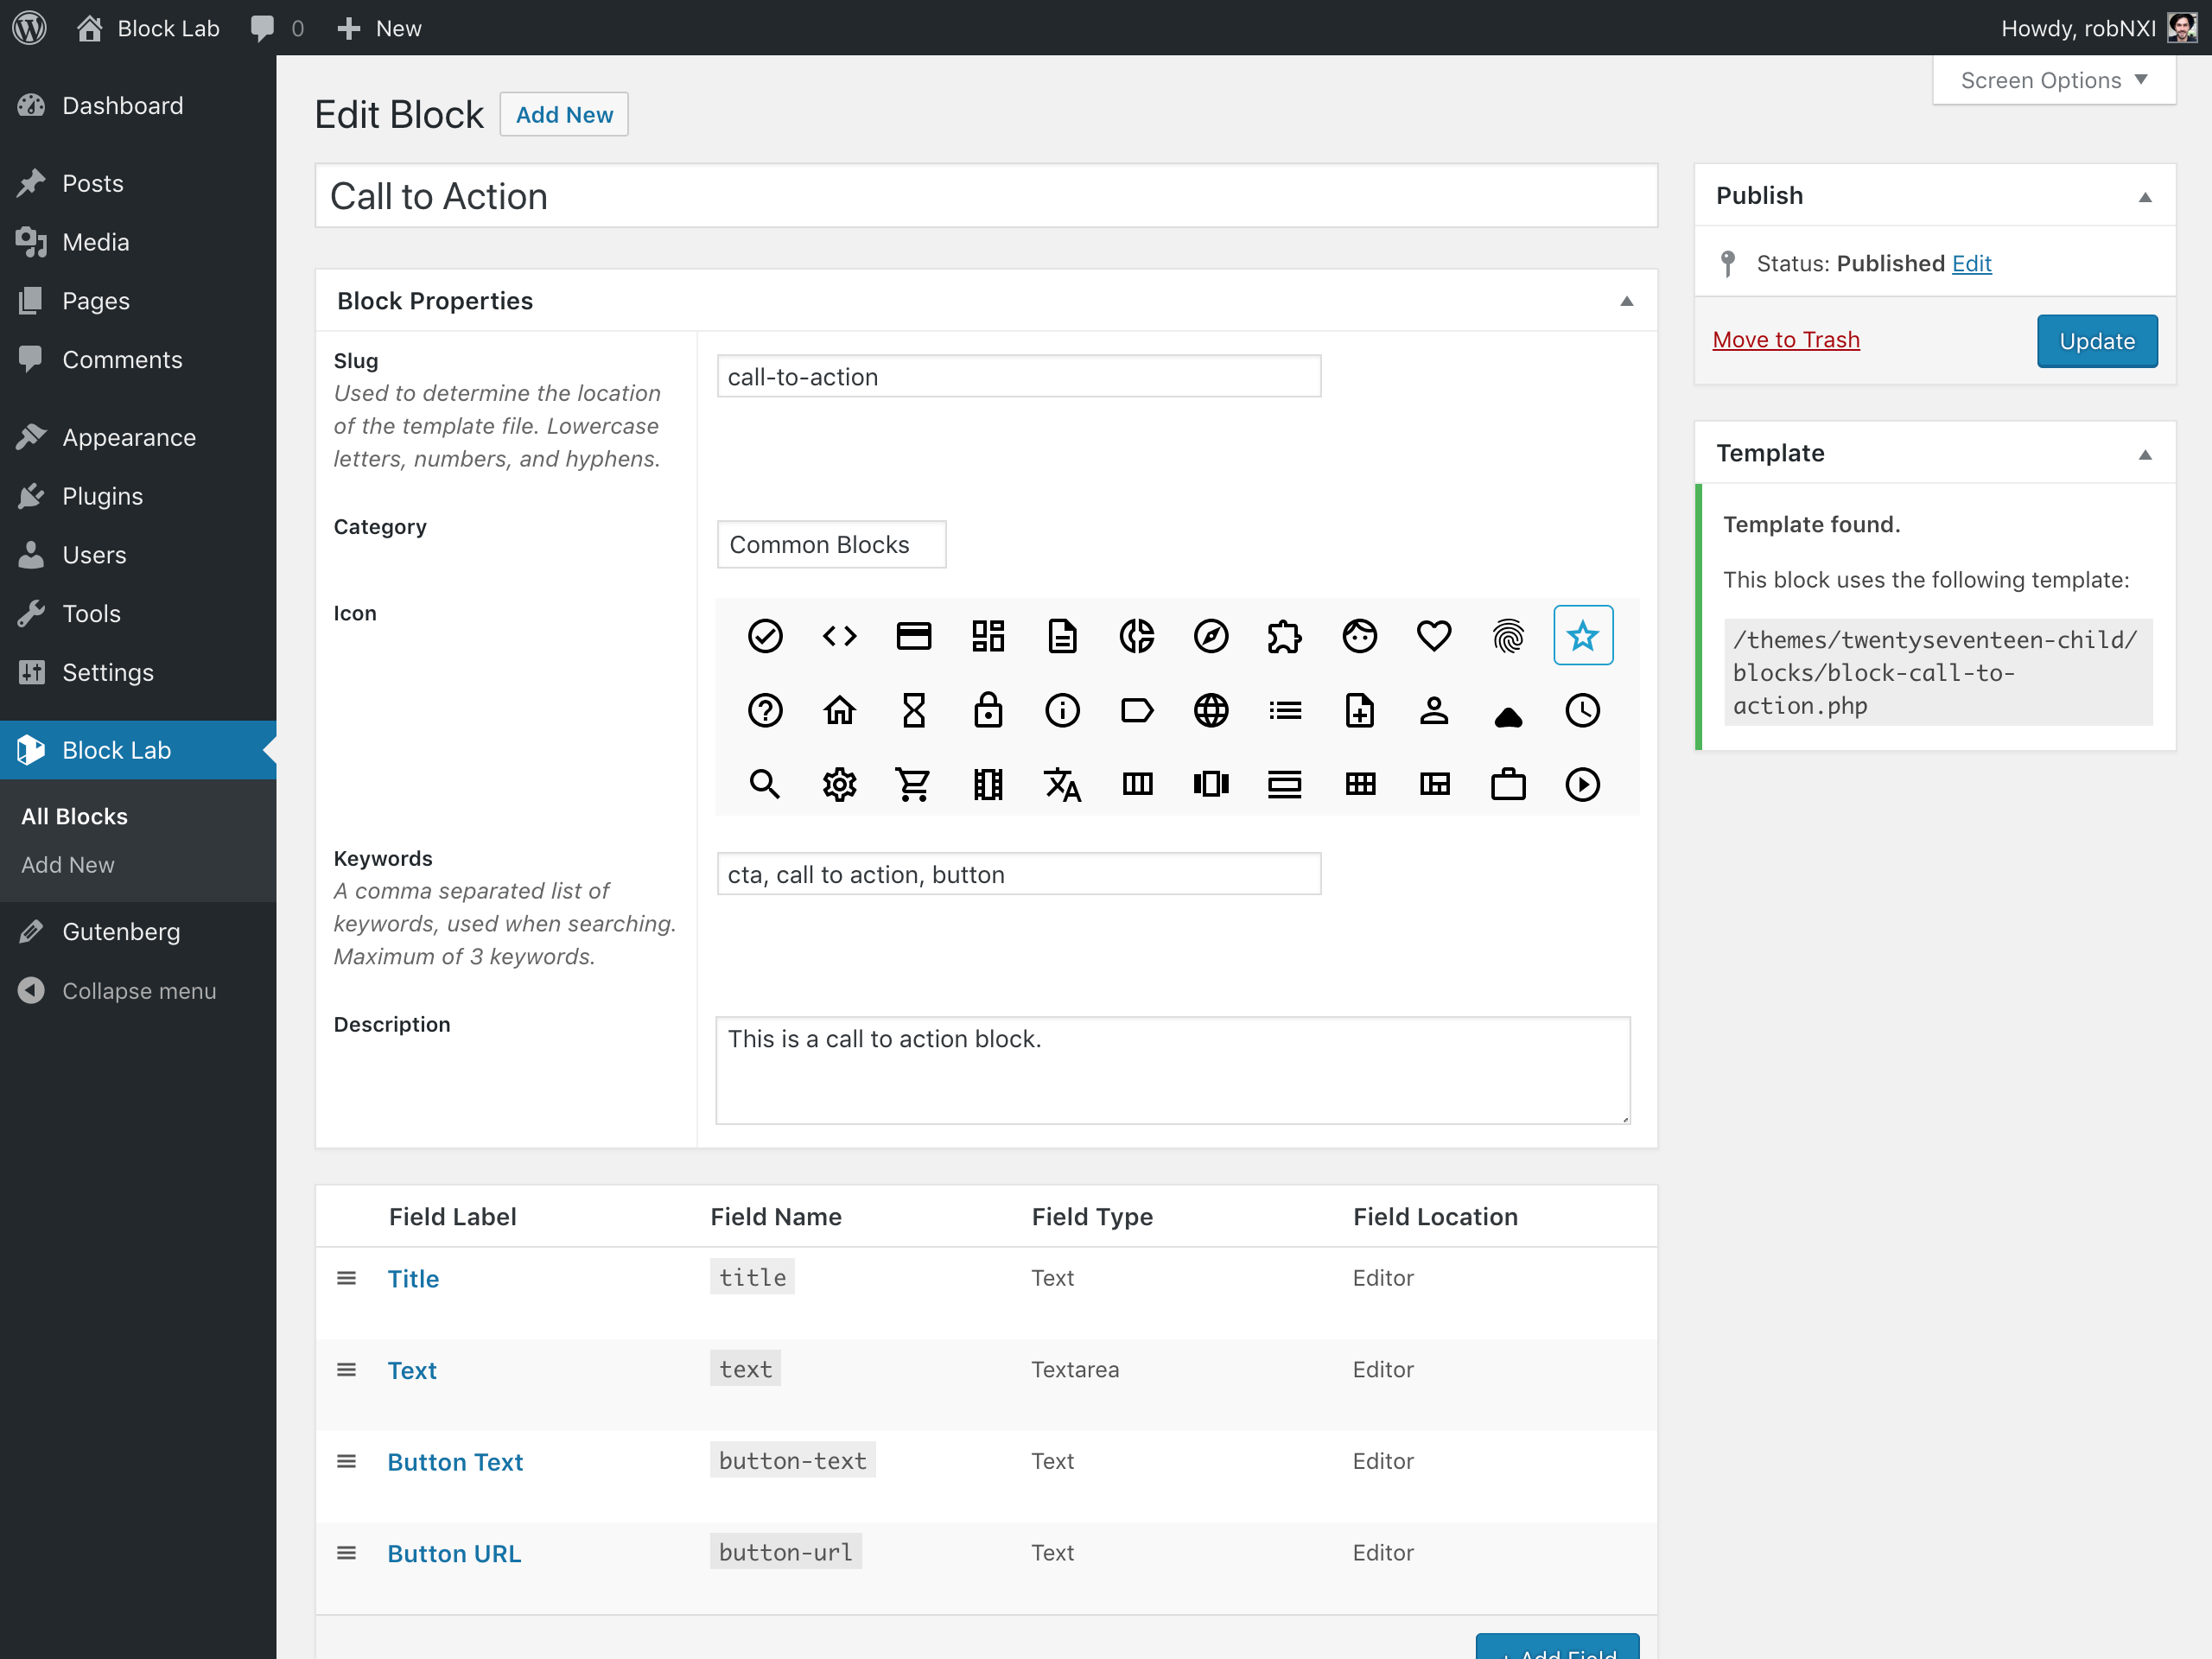 Block Lab
0
New
Howdy, robNXI
Screen Options
Dashboard
Posts
Media
Pages
Comments
Appearance
Plugins
Users
Tools
Settings
Block Lab
All Blocks
Add New
Gutenberg
Collapse menu
Edit Block
Add New
Call to Action
Block Properties
Slug
Used to determine the location
of the template file. Lowercase
letters, numbers, and hyphens.
call-to-action
Category
Common Blocks
Icon
Keywords
A comma separated list of
keywords, used when searching.
Maximum of 3 keywords.
cta, call to action, button
Description
This is a call to action block.
Field Label Field Name Field Type Field Location
Title title Text Editor
Text text Textarea Editor
Button Text button-text Text Editor
Button URL button-url Text Editor
+ Add Field
Publish
Status: Published Edit
Move to Trash
Update
Template
Template found.
This block uses the following template:
/themes/twentyseventeen-child/
blocks/block-call-to-
action.php